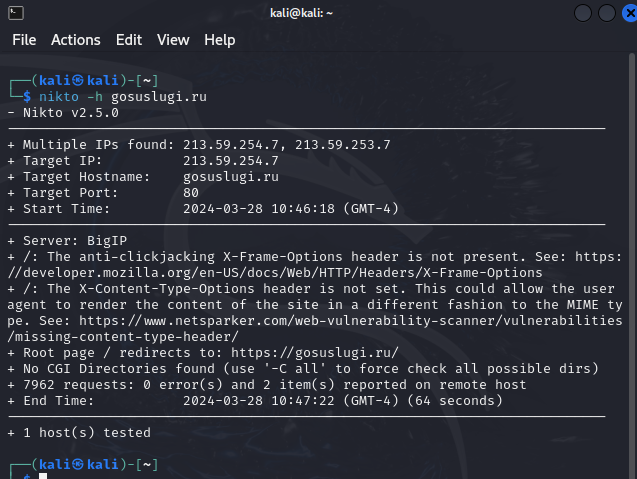 kali@kali: ~
File Actions Edit View Help
┌──(kali㉿kali)-[~]
└─$ nikto -h gosuslugi.ru
- Nikto v2.5.0
---------------------------------------------------------------------------
+ Multiple IPs found: 213.59.254.7, 213.59.253.7
+ Target IP:          213.59.254.7
+ Target Hostname:    gosuslugi.ru
+ Target Port:        80
+ Start Time:         2024-03-28 10:46:18 (GMT-4)
---------------------------------------------------------------------------
+ Server: BigIP
+ /: The anti-clickjacking X-Frame-Options header is not present. See: https:
//developer.mozilla.org/en-US/docs/Web/HTTP/Headers/X-Frame-Options
+ /: The X-Content-Type-Options header is not set. This could allow the user
agent to render the content of the site in a different fashion to the MIME ty
pe. See: https://www.netsparker.com/web-vulnerability-scanner/vulnerabilities
/missing-content-type-header/
+ Root page / redirects to: https://gosuslugi.ru/
+ No CGI Directories found (use '-C all' to force check all possible dirs)
+ 7962 requests: 0 error(s) and 2 item(s) reported on remote host
+ End Time:           2024-03-28 10:47:22 (GMT-4) (64 seconds)
---------------------------------------------------------------------------
+ 1 host(s) tested
┌──(kali㉿kali)-[~]
└─$